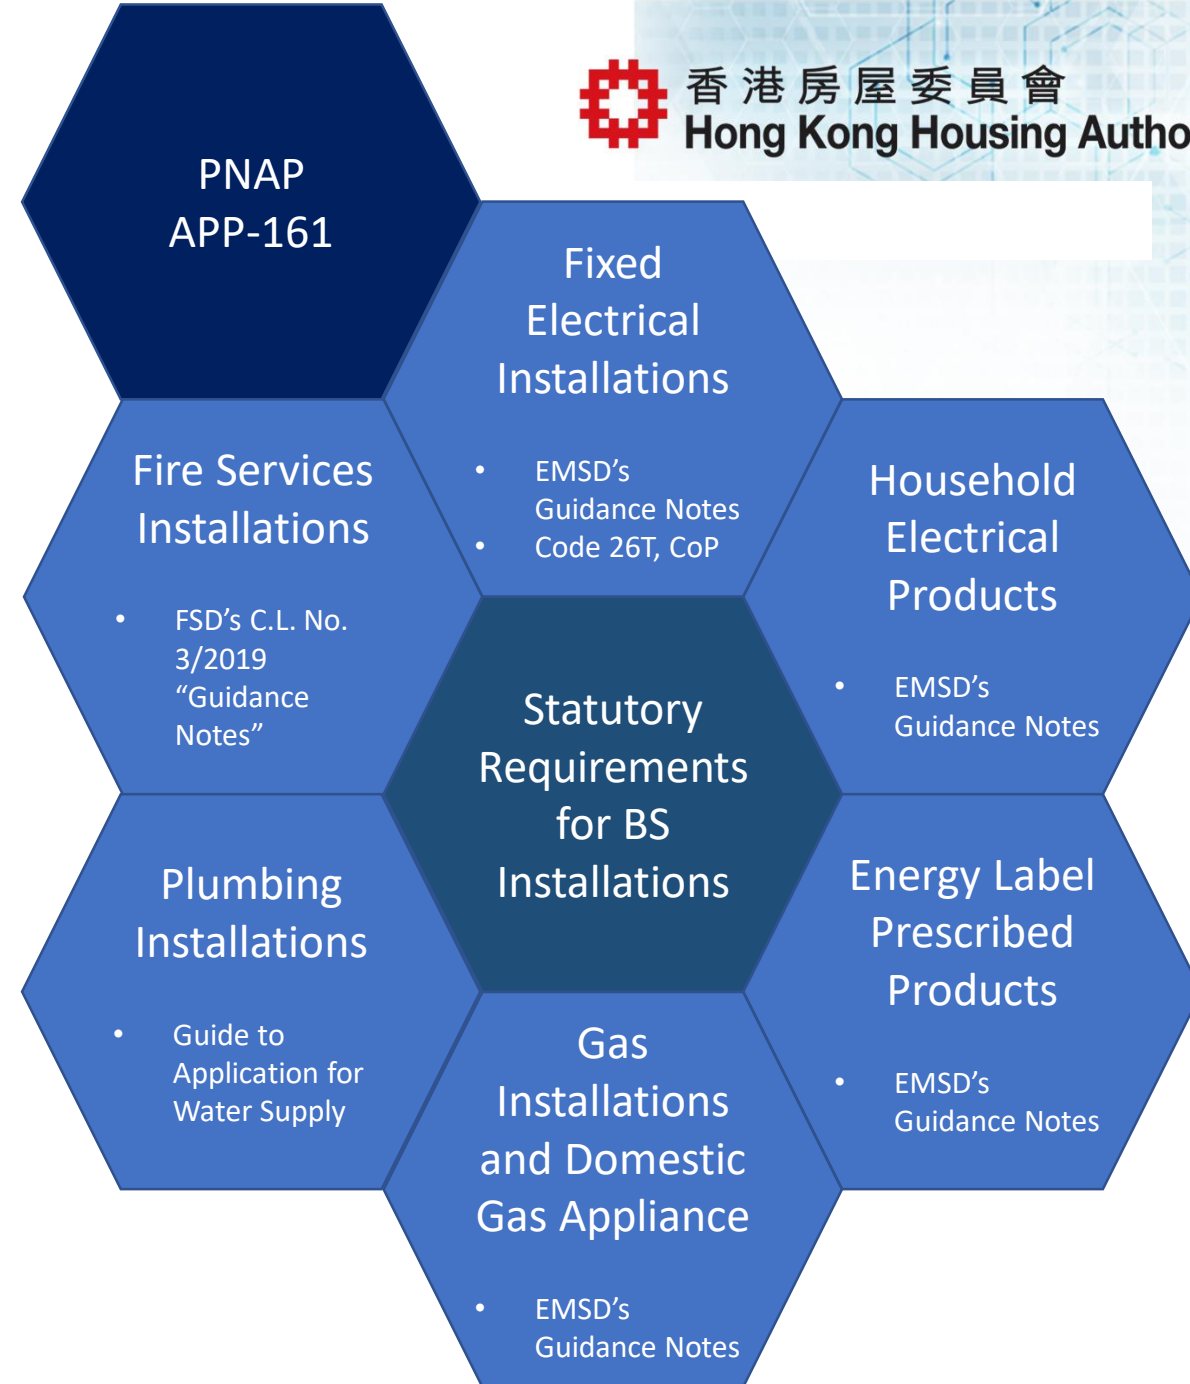 香港房屋委員會
Hong Kong Housing Autho
PNAP
APP-161
Fixed
Electrical
Installations
• EMSD’s
Guidance Notes
• Code 26T, CoP
Fire Services
Installations
• FSD’s C.L. No.
3/2019
“Guidance
Notes”
Household
Electrical
Products
• EMSD’s
Guidance Notes
Statutory
Requirements
for BS
Installations
Plumbing
Installations
• Guide to
Application for
Water Supply
Energy Label
Prescribed
Products
• EMSD’s
Guidance Notes
Gas
Installations
and Domestic
Gas Appliance
• EMSD’s
Guidance Notes